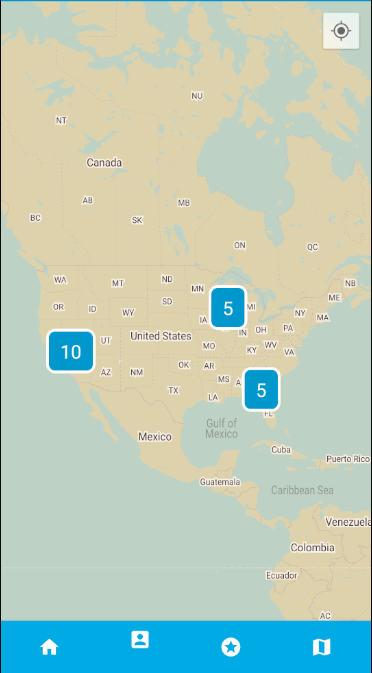 NU
NT
Canada
AB
MB
SK
BC
ON
QC
WA
MT
ND
NB
MN
ME
OR
ID
SD
5
MI
WY
NY
MA
IA
IN
OH
PA
United States
UT
10
MO
KY
WV
VA
OK
AR
AZ
NM
MS
A
5
TX
LA
FL
Gulf of
Mexico
Mexico
Cuba
Puerto Rico
Guatemala
Caribbean Sea
Venezuela
Colombia
Ecuador
AC